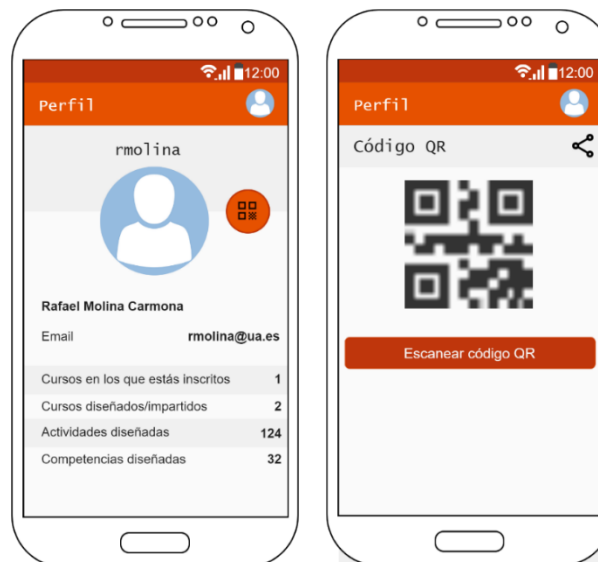 12:00
Perfil
rmolina
Rafael Molina Carmona
Email rmolina@ua.es
Cursos en los que estás inscritos 1
Cursos diseñados/impartidos 2
Actividades diseñadas 124
Competencias diseñadas 32
12:00
Perfil
Código QR
Escanear código QR